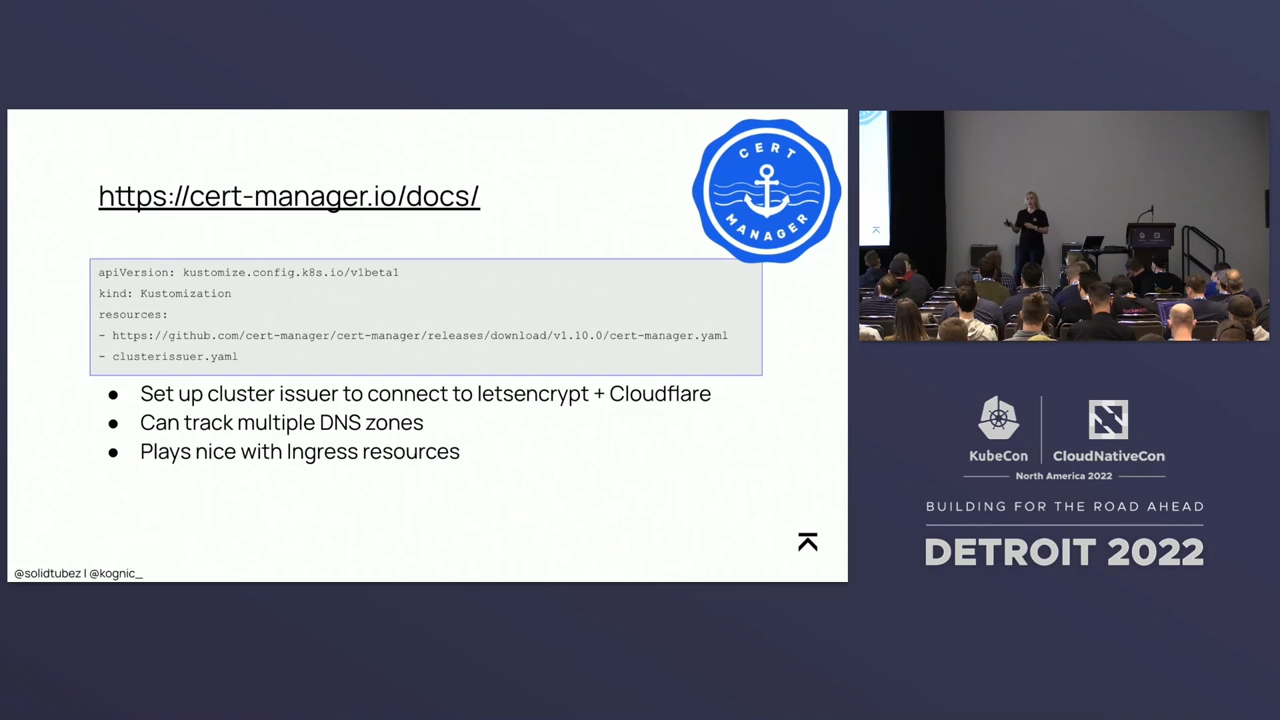 https://cert-manager.io/docs/
CERT
MANAGER
apiVersion: kustomize.config.k8s.io/v1beta1
kind: Kustomization
resources:
- https://github.com/cert-manager/cert-manager/releases/download/v1.10.0/cert-manager.yaml
- clusterissuer.yaml
● Set up cluster issuer to connect to letsencrypt + Cloudflare
● Can track multiple DNS zones
● Plays nice with Ingress resources
@solidtubez | @kognic_
KubeCon
CloudNativeCon
North America 2022
BUILDING FOR THE ROAD AHEAD
DETROIT 2022